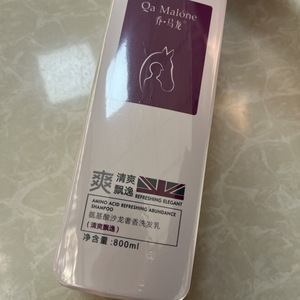 Qa Malone
乔·马龙®
爽 清爽
飘逸
REFRESHING ELEGANT
AMINO ACID REFRESHING ABUNDANCE
SHAMPOO
氨基酸沙龙奢香洗发乳
(清爽飘逸)
净含量:800ml